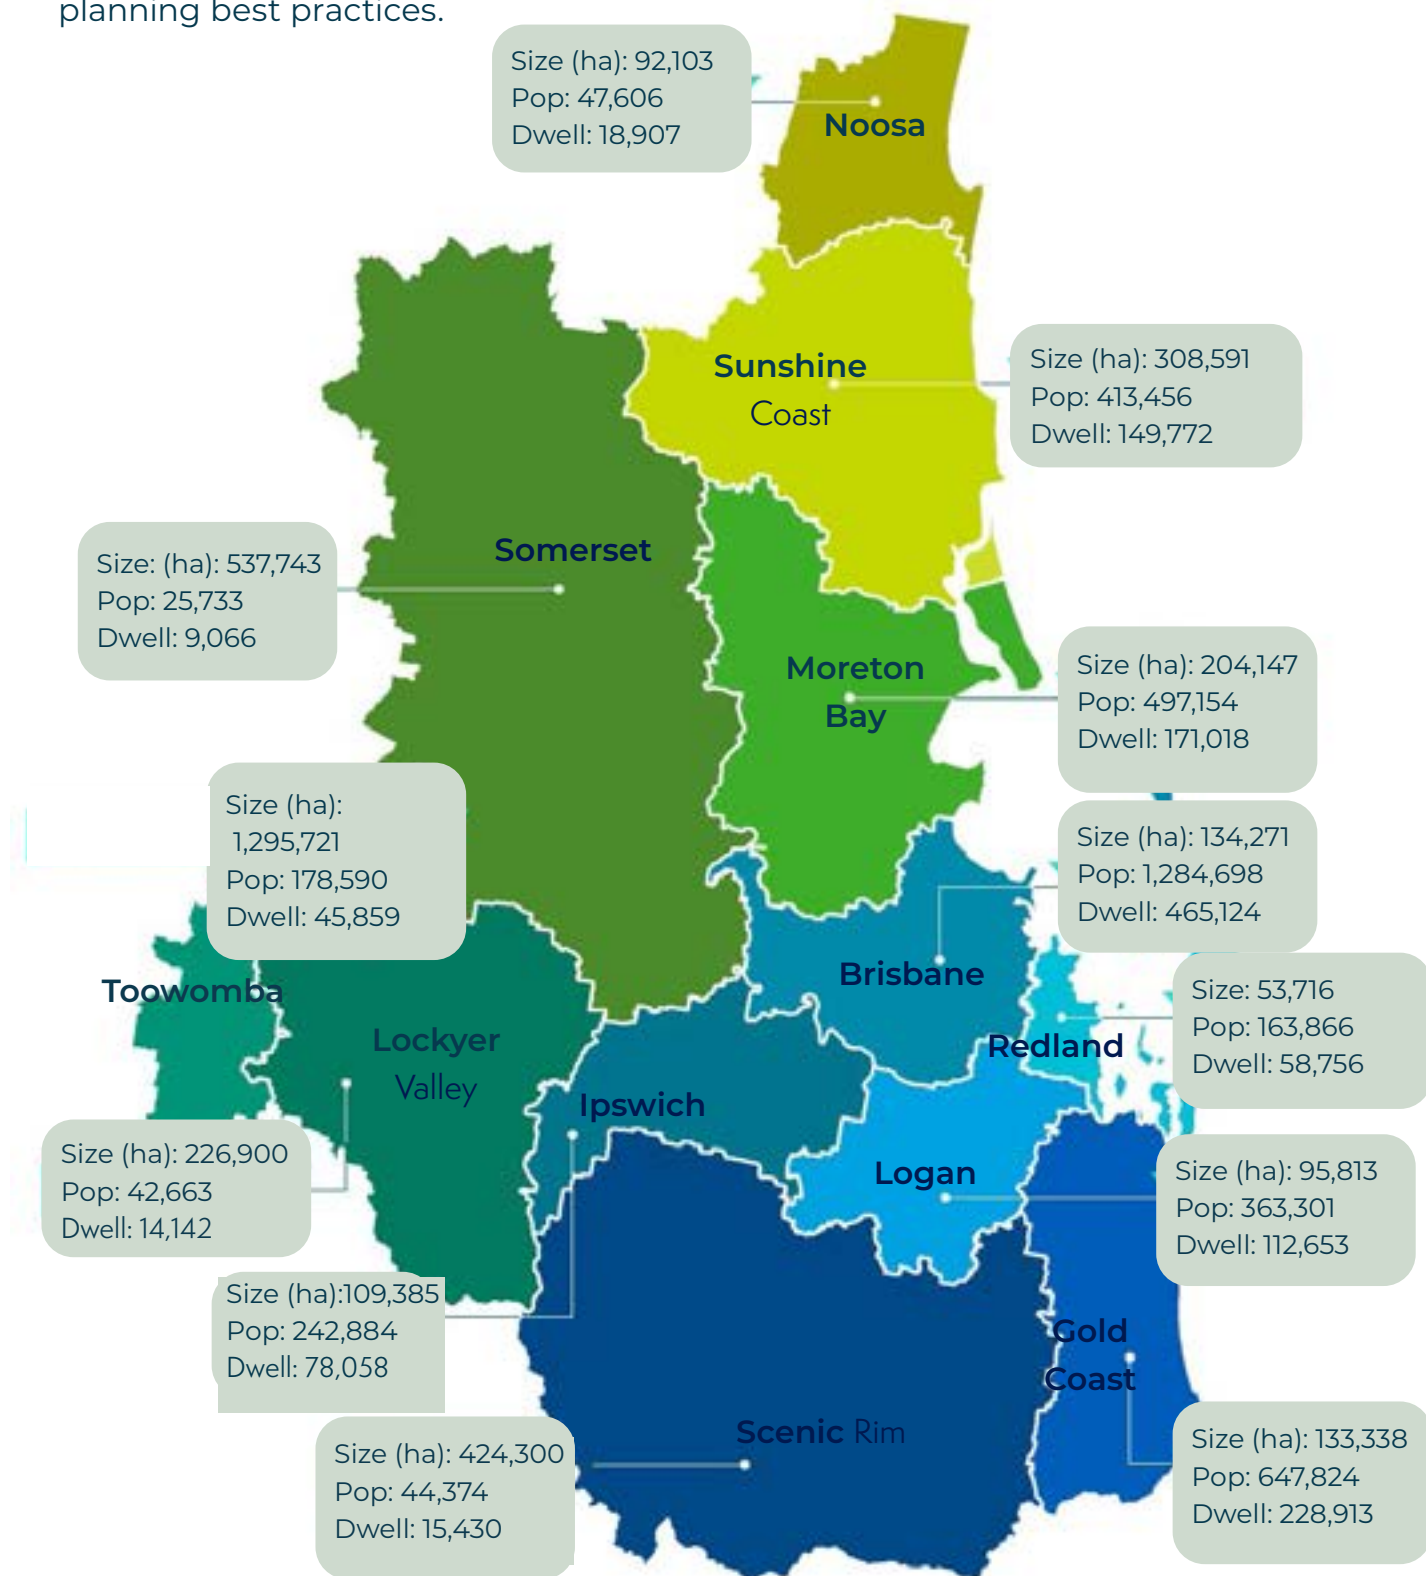 planning best practices.
Size (ha): 92,103
Pop: 47,606
Dwell: 18,907
Noosa
Sunshine
Coast
Size (ha): 308,591
Pop: 413,456
Dwell: 149,772
Somerset
Size: (ha): 537,743
Pop: 25,733
Dwell: 9,066
Moreton
Bay
Size (ha): 204,147
Pop: 497,154
Dwell: 171,018
Size (ha):
1,295,721
Pop: 178,590
Dwell: 45,859
Size (ha): 134,271
Pop: 1,284,698
Dwell: 465,124
Toowomba
Brisbane
Size: 53,716
Pop: 163,866
Dwell: 58,756
Lockyer
Valley
Redland
Ipswich
Size (ha): 226,900
Pop: 42,663
Dwell: 14,142
Logan
Size (ha): 95,813
Pop: 363,301
Dwell: 112,653
Size (ha):109,385
Pop: 242,884
Dwell: 78,058
Gold
Coast
Scenic Rim
Size (ha): 424,300
Pop: 44,374
Dwell: 15,430
Size (ha): 133,338
Pop: 647,824
Dwell: 228,913